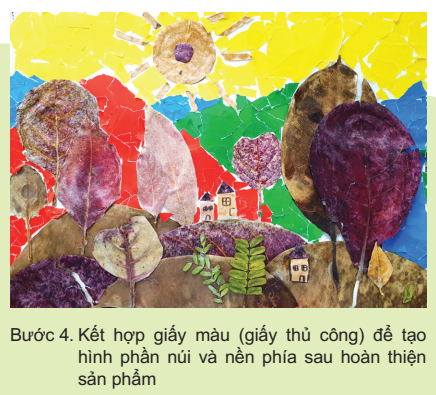 Bước 4. Kết hợp giấy màu (giấy thủ công) để tạo
hình phần núi và nền phía sau hoàn thiện
sản phẩm